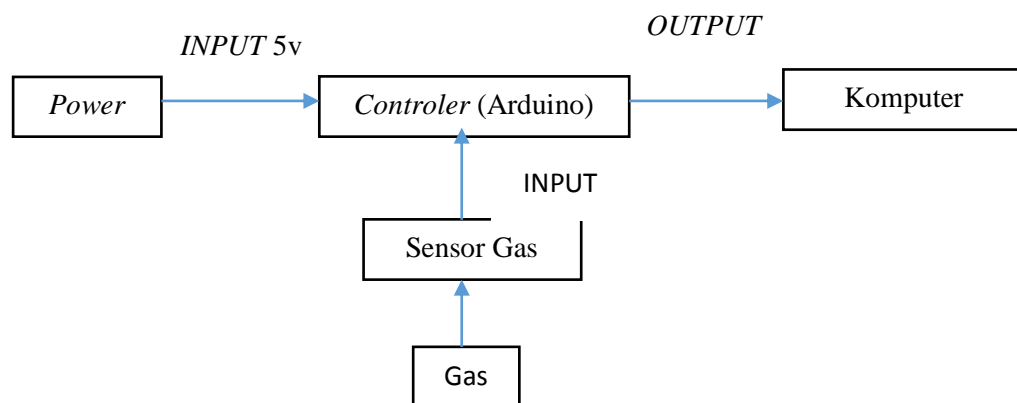 INPUT 5v
OUTPUT
Power
Controler (Arduino)
Komputer
INPUT
Sensor Gas
Gas